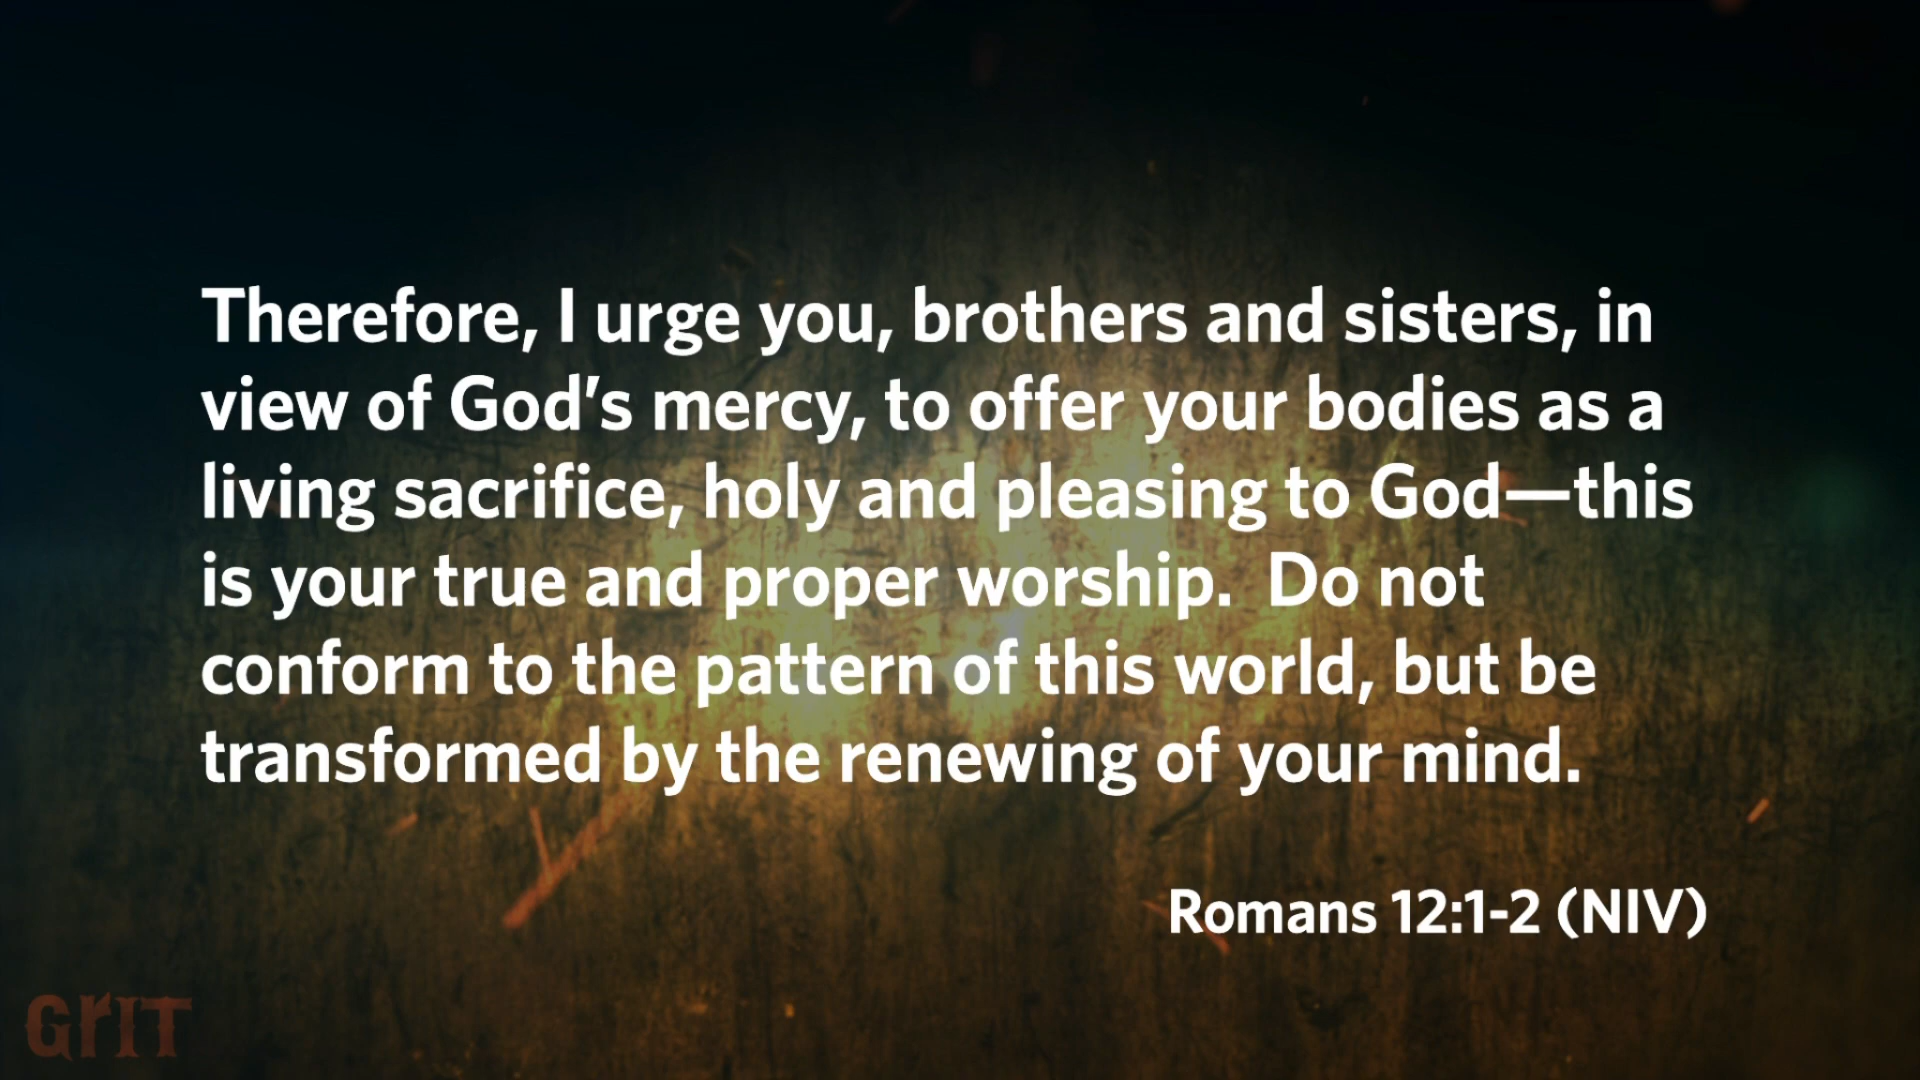 Therefore, I urge you, brothers and sisters, in
view of God’s mercy, to offer your bodies as a
living sacrifice, holy and pleasing to God—this
is your true and proper worship.  Do not
conform to the pattern of this world, but be
transformed by the renewing of your mind.
Romans 12:1-2 (NIV)
GrIT